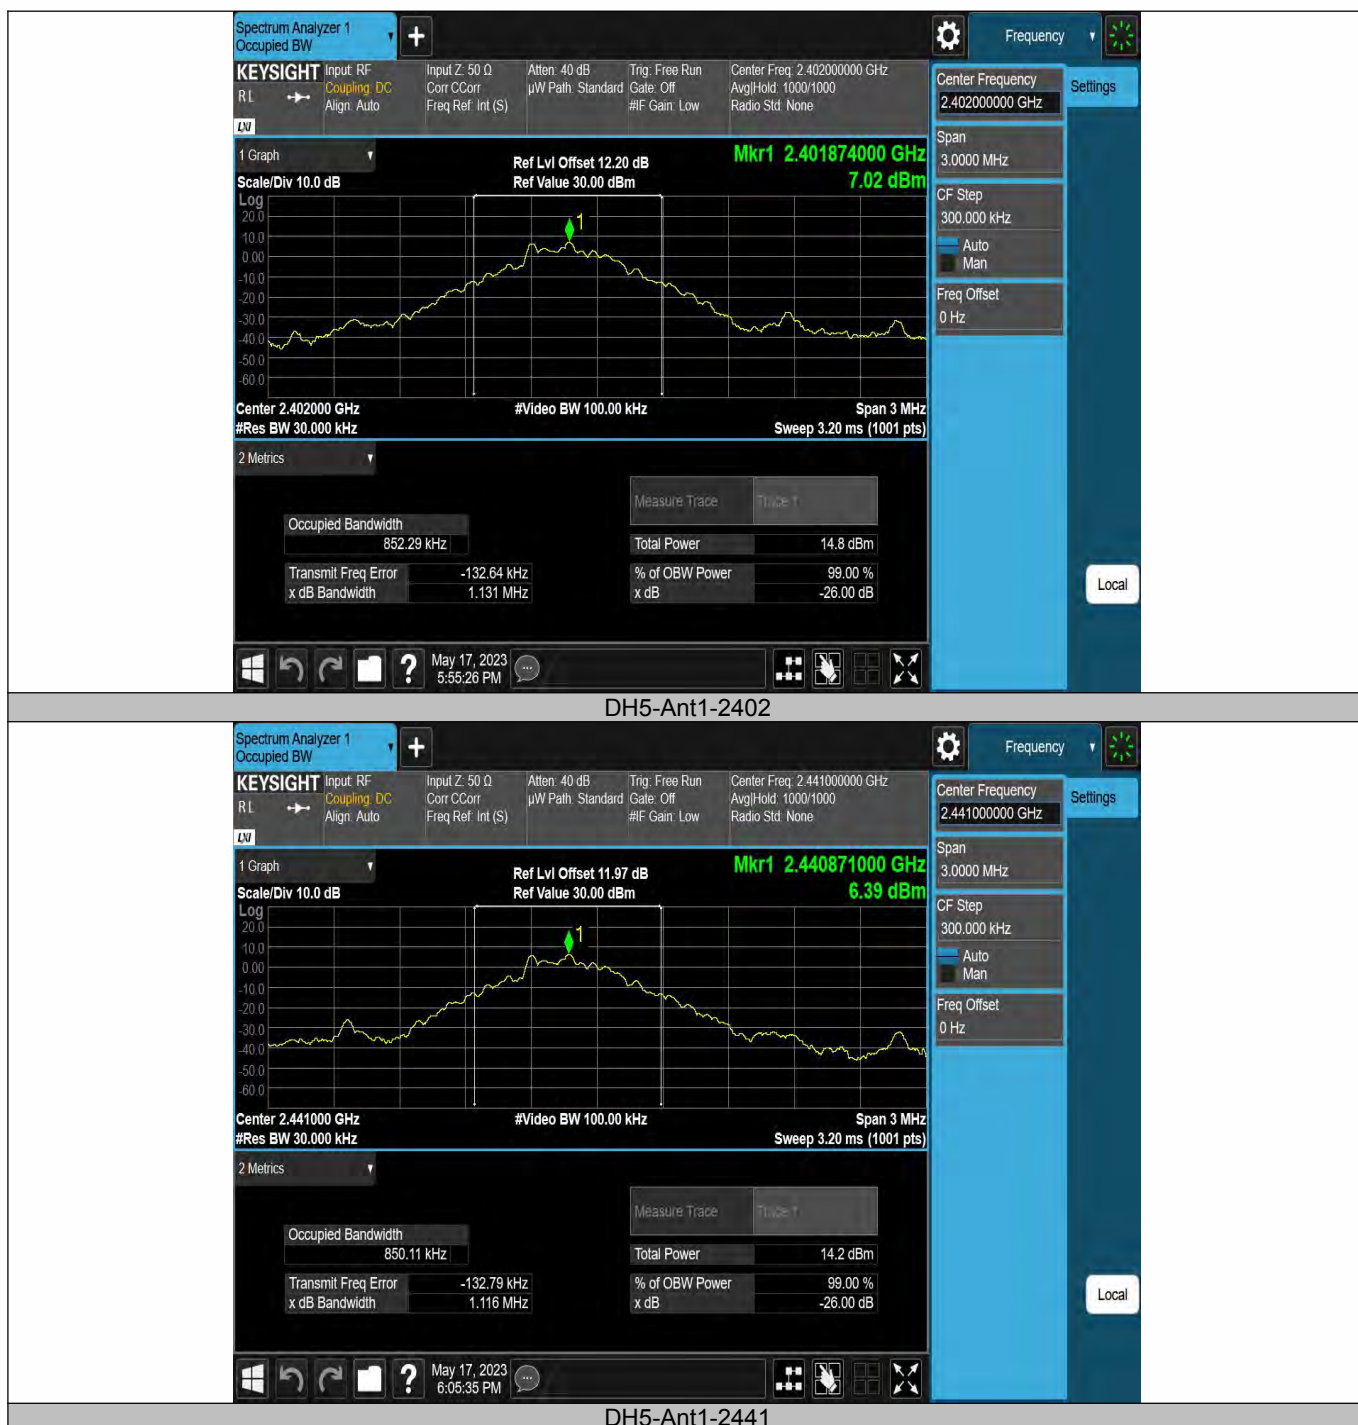 Spectrum Analyzer 1
Occupied BW
+
Frequency
KEYSIGHT
R L
LXI
Input: RF
Coupling: DC
Align: Auto
Input Z: 50 Ω
Corr CCorr
Freq Ref: Int (S)
Atten: 40 dB
µW Path: Standard
Trig: Free Run
Gate: Off
#IF Gain: Low
Center Freq: 2.402000000 GHz
Avg|Hold: 1000/1000
Radio Std: None
Center Frequency
2.402000000 GHz
Settings
Span
3.0000 MHz
CF Step
300.000 kHz
Auto
Man
Freq Offset
0 Hz
1 Graph
Scale/Div 10.0 dB
Ref Lvl Offset 12.20 dB
Ref Value 30.00 dBm
Mkr1 2.401874000 GHz
7.02 dBm
Log
20.0
10.0
0.00
-10.0
-20.0
-30.0
-40.0
-50.0
-60.0
1
Center 2.402000 GHz
#Video BW 100.00 kHz
Span 3 MHz
#Res BW 30.000 kHz
Sweep 3.20 ms (1001 pts)
2 Metrics
Measure Trace
Trace 1
Occupied Bandwidth
852.29 kHz
Total Power 14.8 dBm
Transmit Freq Error -132.64 kHz
% of OBW Power 99.00 %
x dB Bandwidth 1.131 MHz
x dB -26.00 dB
Local
?
May 17, 2023
5:55:26 PM
DH5-Ant1-2402
Spectrum Analyzer 1
Occupied BW
+
Frequency
KEYSIGHT
R L
LXI
Input: RF
Coupling: DC
Align: Auto
Input Z: 50 Ω
Corr CCorr
Freq Ref: Int (S)
Atten: 40 dB
µW Path: Standard
Trig: Free Run
Gate: Off
#IF Gain: Low
Center Freq: 2.441000000 GHz
Avg|Hold: 1000/1000
Radio Std: None
Center Frequency
2.441000000 GHz
Settings
Span
3.0000 MHz
CF Step
300.000 kHz
Auto
Man
Freq Offset
0 Hz
1 Graph
Scale/Div 10.0 dB
Ref Lvl Offset 11.97 dB
Ref Value 30.00 dBm
Mkr1 2.440871000 GHz
6.39 dBm
Log
20.0
10.0
0.00
-10.0
-20.0
-30.0
-40.0
-50.0
-60.0
1
Center 2.441000 GHz
#Video BW 100.00 kHz
Span 3 MHz
#Res BW 30.000 kHz
Sweep 3.20 ms (1001 pts)
2 Metrics
Measure Trace
Trace 1
Occupied Bandwidth
850.11 kHz
Total Power 14.2 dBm
Transmit Freq Error -132.79 kHz
% of OBW Power 99.00 %
x dB Bandwidth 1.116 MHz
x dB -26.00 dB
Local
?
May 17, 2023
6:05:35 PM
DH5-Ant1-2441